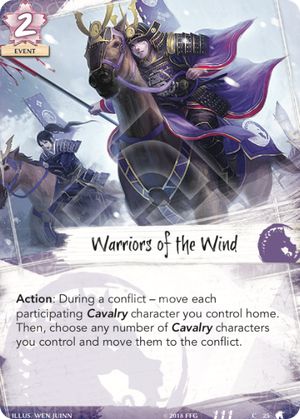 2
EVENT
Warriors of the Wind
Action: During a conflict – move each
participating Cavalry character you control home.
Then, choose any number of Cavalry characters
you control and move them to the conflict.
ILLUS. WEN JUINN
© 2018 FFG
111
C 25